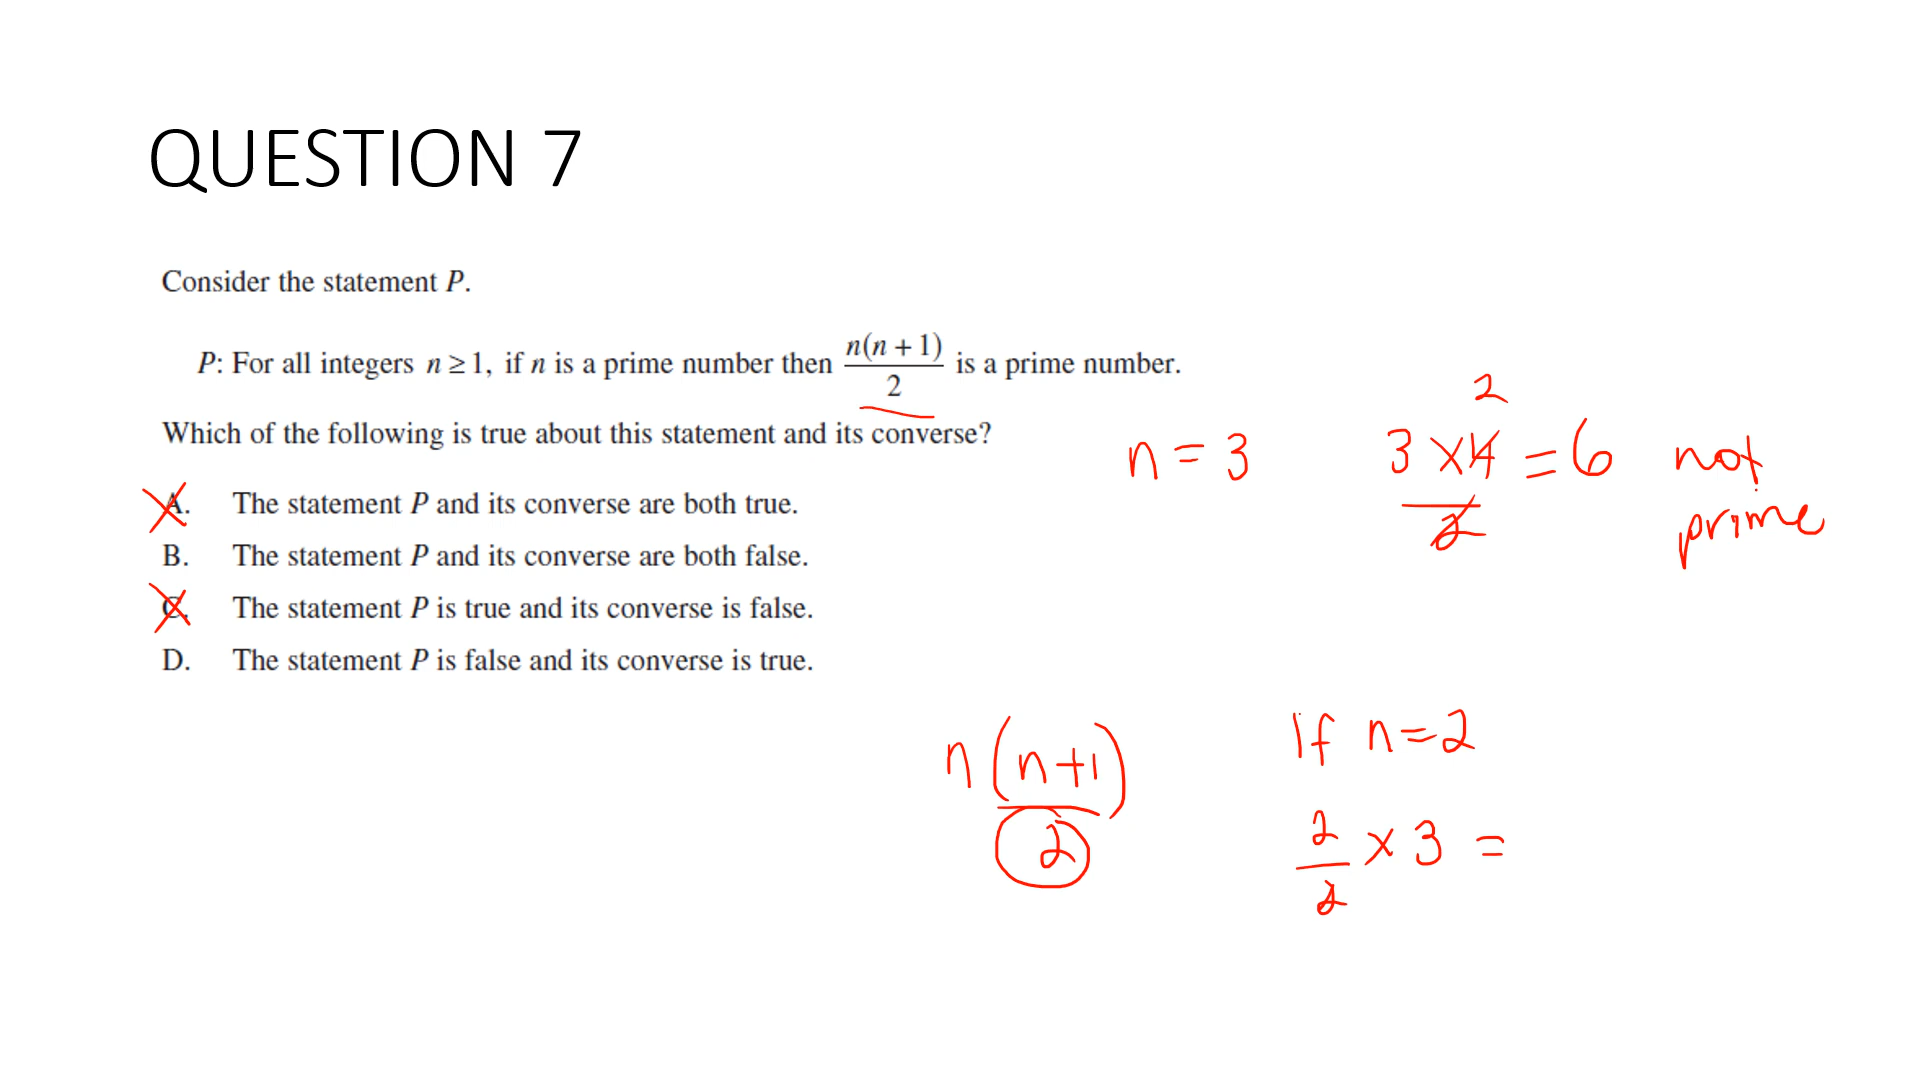 QUESTION 7
Consider the statement P.
P: For all integers n ≥ 1, if n is a prime number then n(n + 1)/2 is a prime number.
Which of the following is true about this statement and its converse?
A. The statement P and its converse are both true.
B. The statement P and its converse are both false.
C. The statement P is true and its converse is false.
D. The statement P is false and its converse is true.
n = 3
2
3 × 4 = 6 not
2 prime
n(n+1)
2
If n=2
2/2 × 3 =